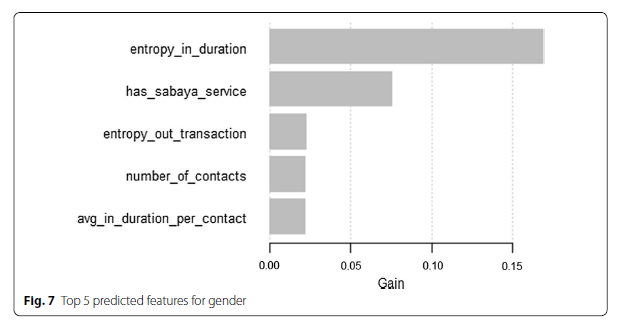 entropy_in_duration
has_sabaya_service
entropy_out_transaction
number_of_contacts
avg_in_duration_per_contact
0.00 0.05 0.10 0.15
Gain
Fig. 7 Top 5 predicted features for gender